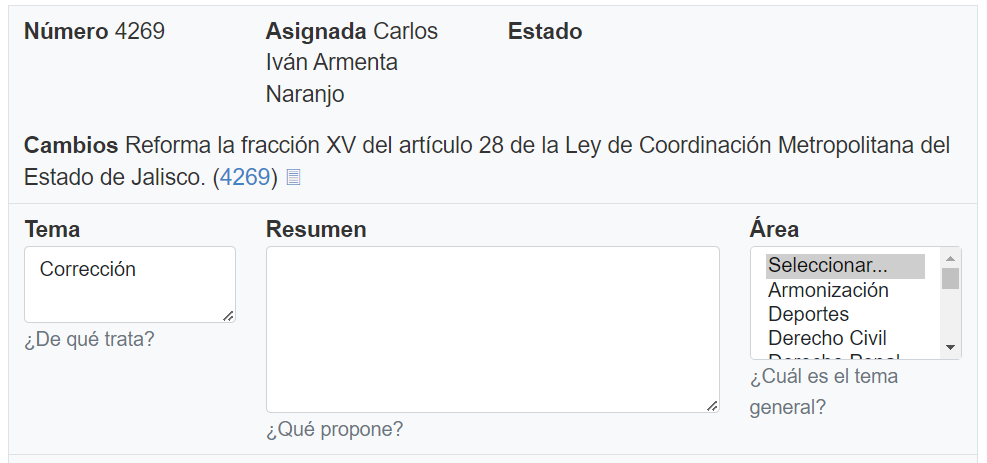 Número 4269
Asignada Carlos
Iván Armenta
Naranjo
Estado
Cambios Reforma la fracción XV del artículo 28 de la Ley de Coordinación Metropolitana del
Estado de Jalisco. (4269)
Tema
Corrección
¿De qué trata?
Resumen
¿Qué propone?
Área
Seleccionar...
Armonización
Deportes
Derecho Civil
Derecho Penal
¿Cuál es el tema
general?